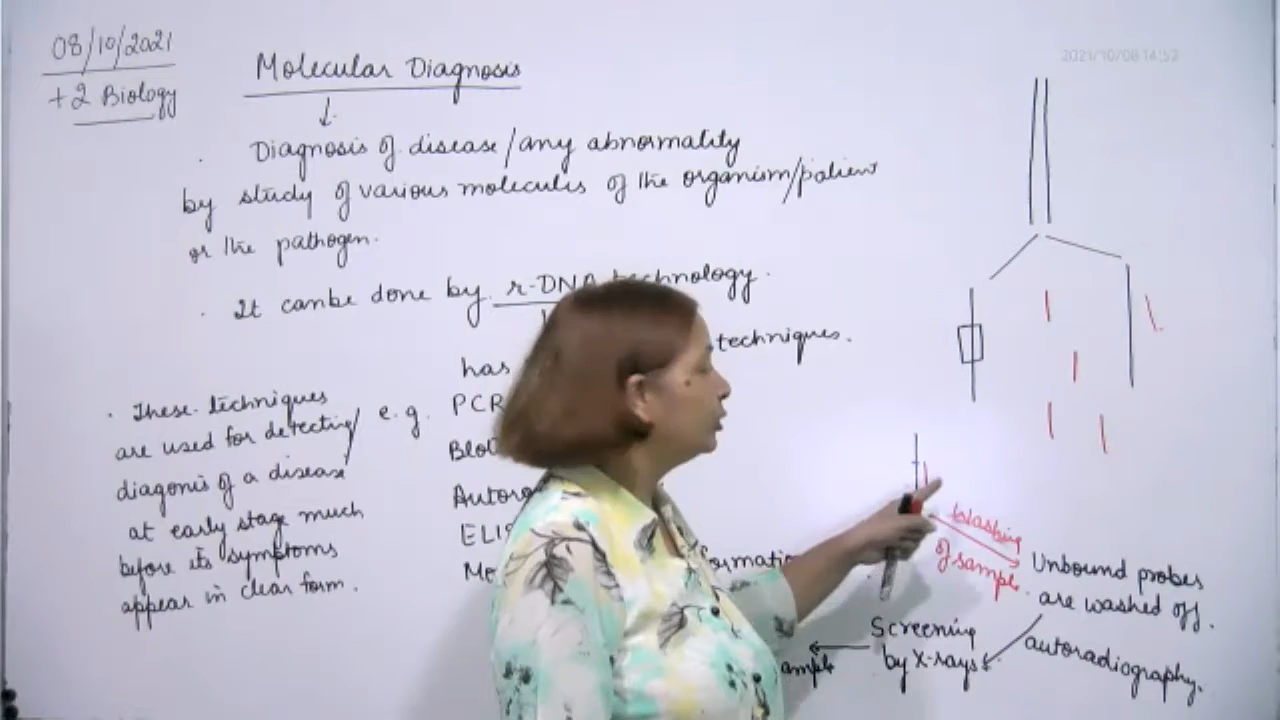 08/10/2021
+2 Biology
2021/10/08 14:52
Molecular Diagnosis
Diagnosis of disease/any abnormality
by study of various molecules of the organism/patient
or the pathogen.
It can be done by r-DNA technology.
has
techniques.
These techniques
are used for detecting/
diagonis of a disease
at early stage much
before its symptoms
appear in clear form.
e.g. PCR
ELIS
Washing
of sample
Unbound probes
are washed off.
autoradiography.
Screening
by X-rays